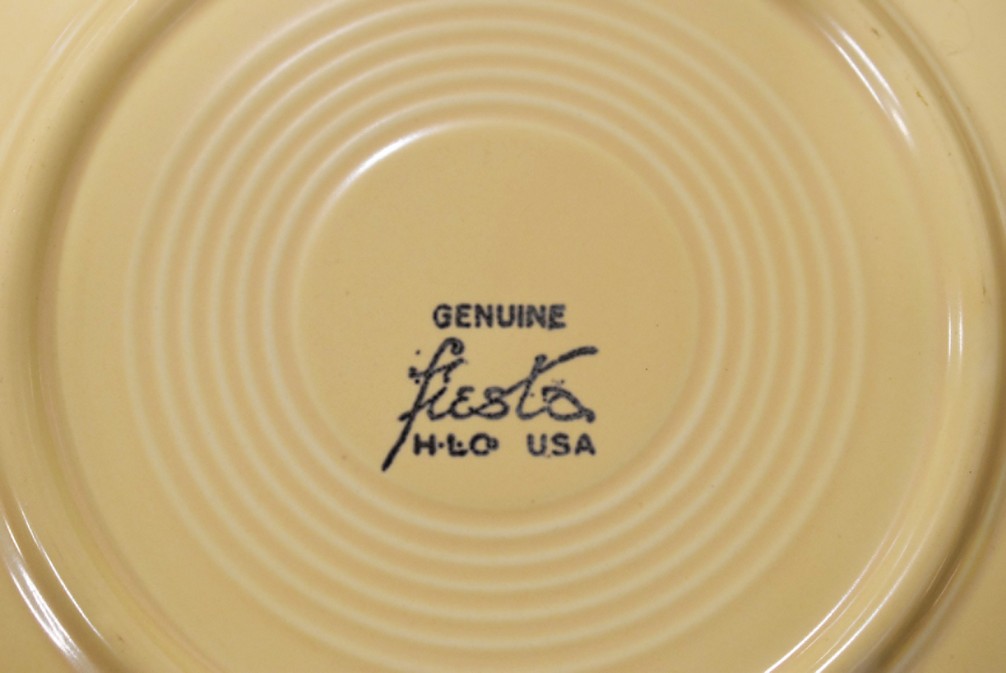 GENUINE
fiesta
H·L Co USA